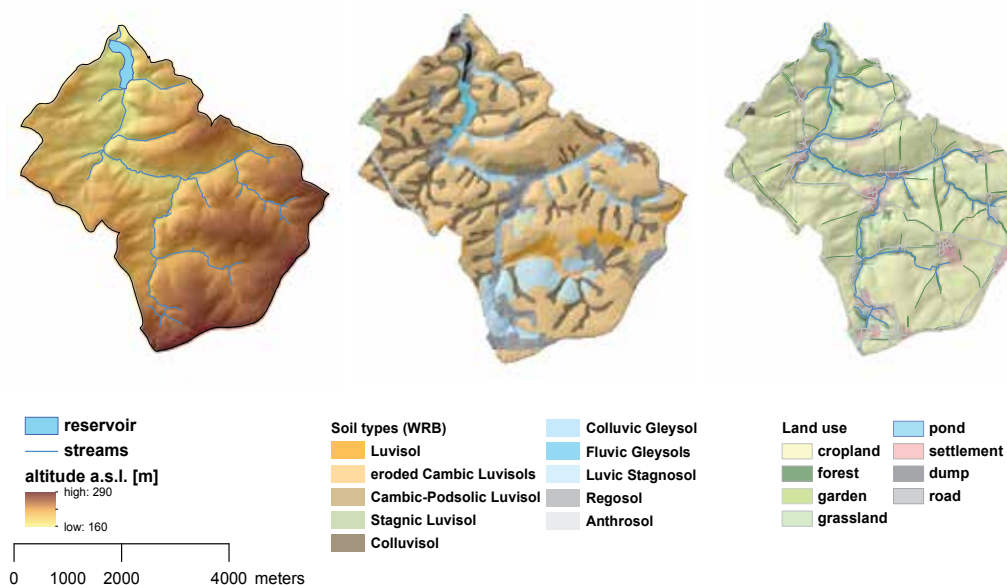 reservoir
streams
altitude a.s.l. [m]
high: 290
low: 160
0 1000 2000 4000 meters
Soil types (WRB)
Luvisol
eroded Cambic Luvisols
Cambic-Podsolic Luvisol
Stagnic Luvisol
Colluvisol
Colluvic Gleysol
Fluvic Gleysols
Luvic Stagnosol
Regosol
Anthrosol
Land use
cropland
forest
garden
grassland
pond
settlement
dump
road